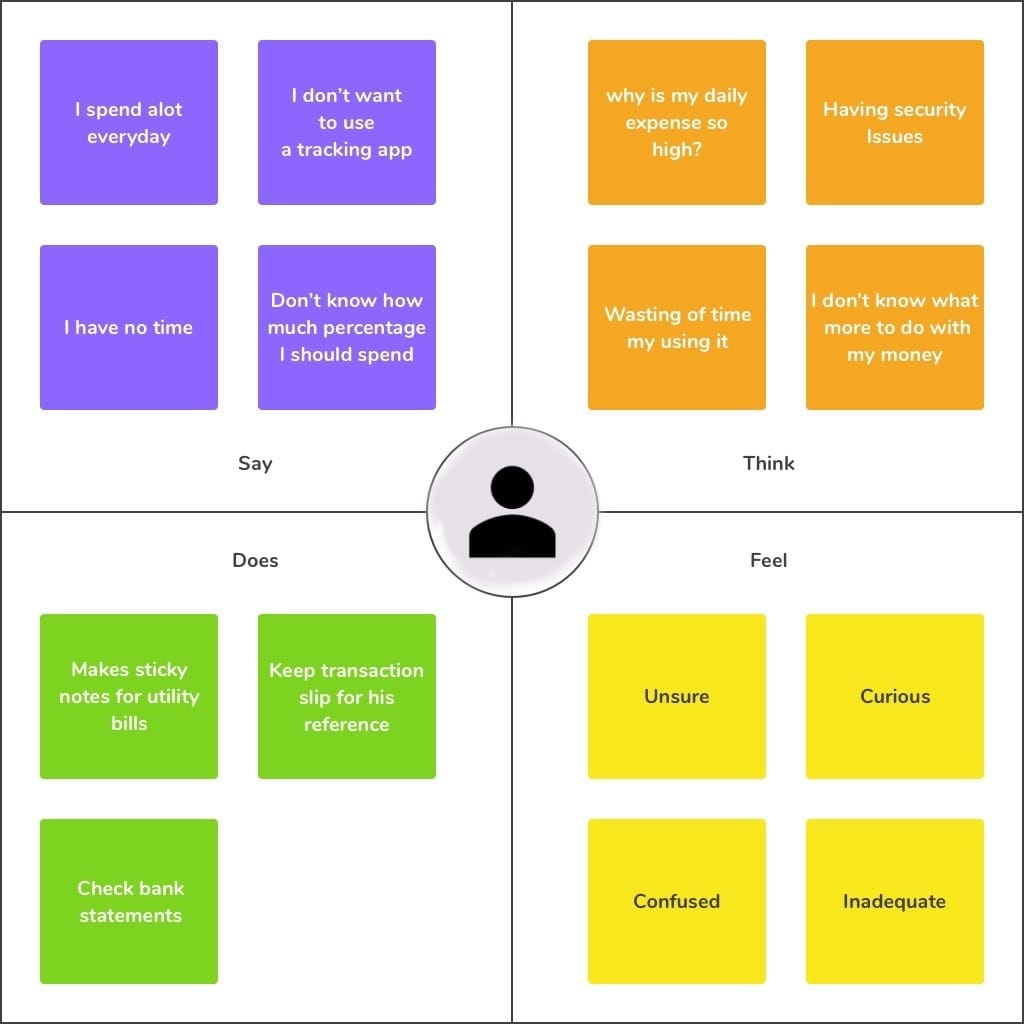 I spend alot
everyday
I don’t want
to use
a tracking app
I have no time
Don’t know how
much percentage
I should spend
Say
why is my daily
expense so
high?
Having security
Issues
Wasting of time
my using it
I don’t know what
more to do with
my money
Think
Does
Makes sticky
notes for utility
bills
Keep transaction
slip for his
reference
Check bank
statements
Feel
Unsure
Curious
Confused
Inadequate